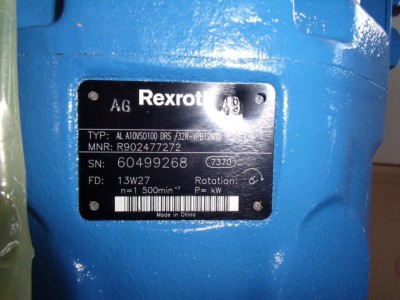 AG Rexroth 49
TYP: AL A10VSO100 DRS /32R-VPB12N00
MNR: R902477272
SN: 60499268 7370
FD: 13W27 Rotation:
n=1 500min⁻¹ P= kW
Made in China